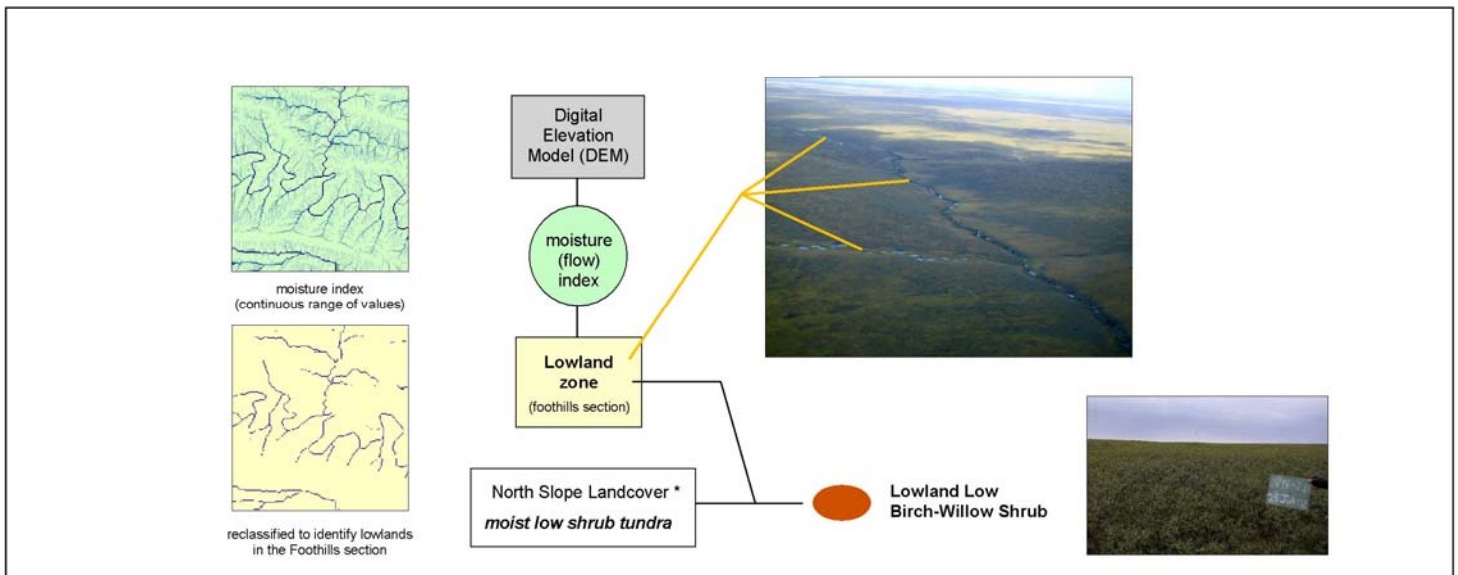 Digital
Elevation
Model (DEM)
moisture
(flow)
index
moisture index
(continuous range of values)
Lowland
zone
(foothills section)
North Slope Landcover *
moist low shrub tundra
Lowland Low
Birch-Willow Shrub
reclassified to identify lowlands
in the Foothills section